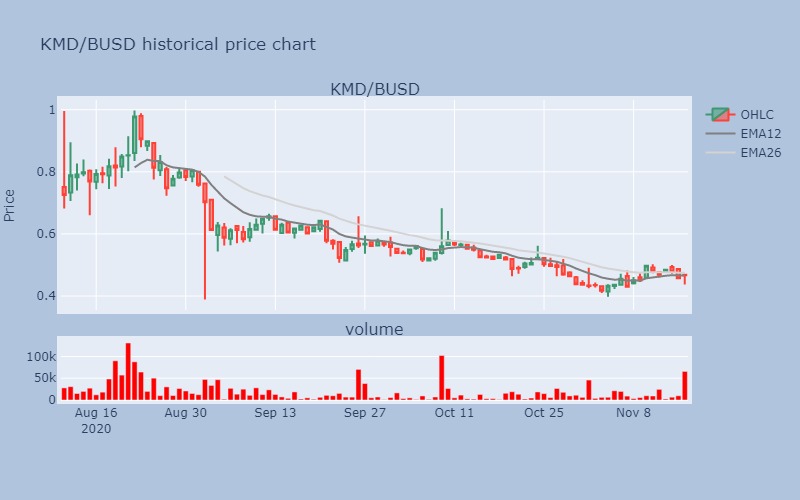 KMD/BUSD historical price chart
KMD/BUSD
OHLC
EMA12
EMA26
Price
1
0.8
0.6
0.4
volume
100k
50k
0
Aug 16
2020
Aug 30
Sep 13
Sep 27
Oct 11
Oct 25
Nov 8